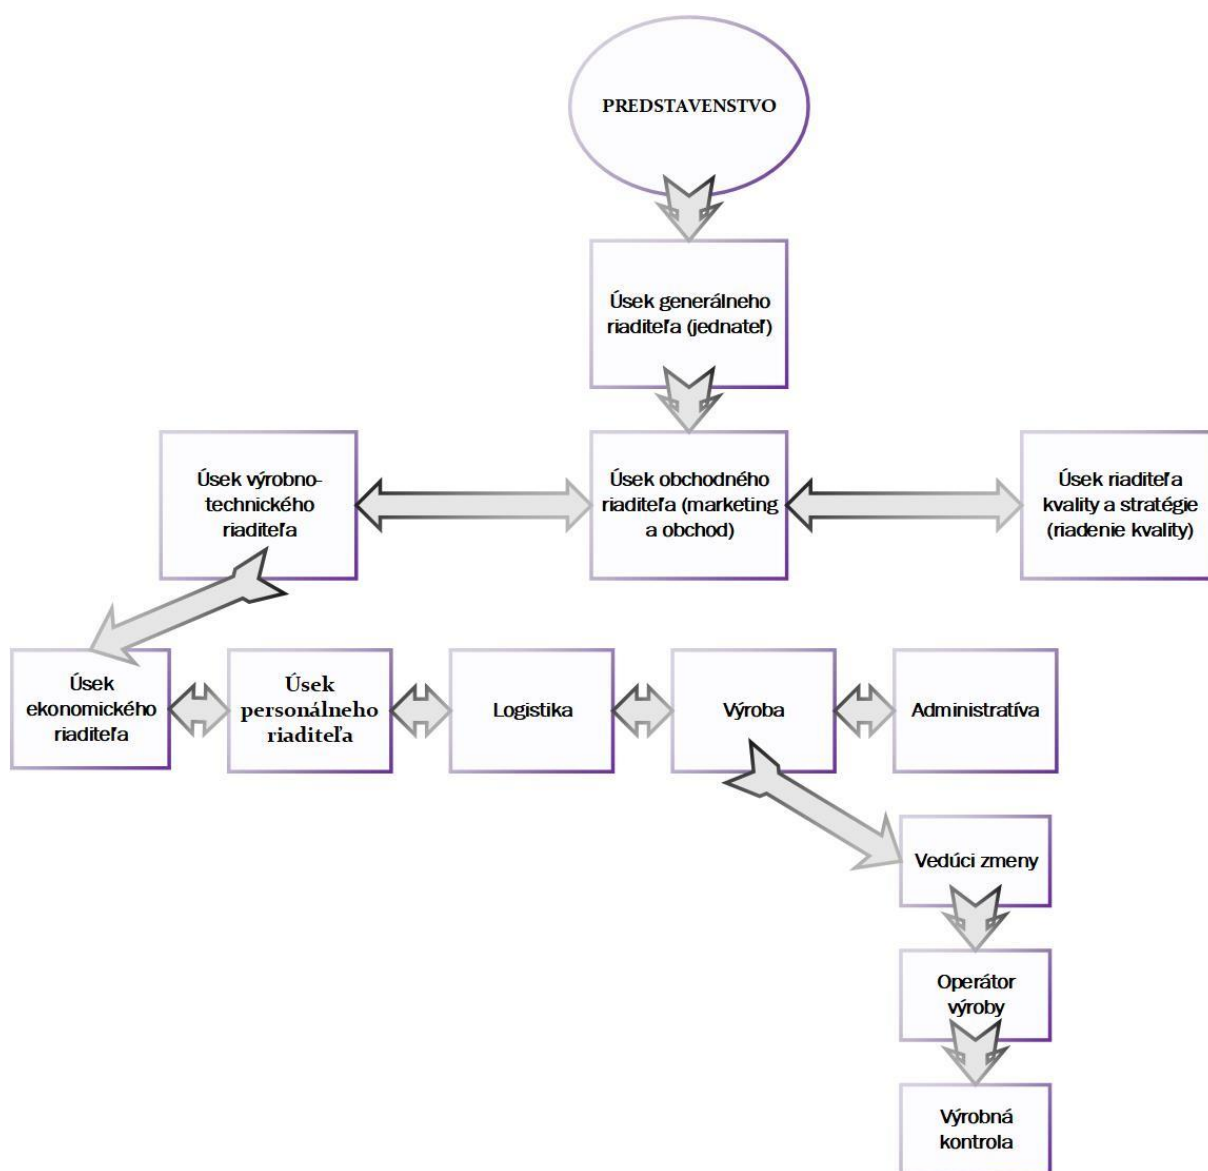 PREDSTAVENSTVO
Úsek generálneho
riaditeľa (jednateľ)
Úsek výrobno-
technického
riaditeľa
Úsek obchodného
riaditeľa (marketing
a obchod)
Úsek riaditeľa
kvality a stratégie
(riadenie kvality)
Úsek
ekonomického
riaditeľa
Úsek
personálneho
riaditeľa
Logistika
Výroba
Administratíva
Vedúci zmeny
Operátor
výroby
Výrobná
kontrola